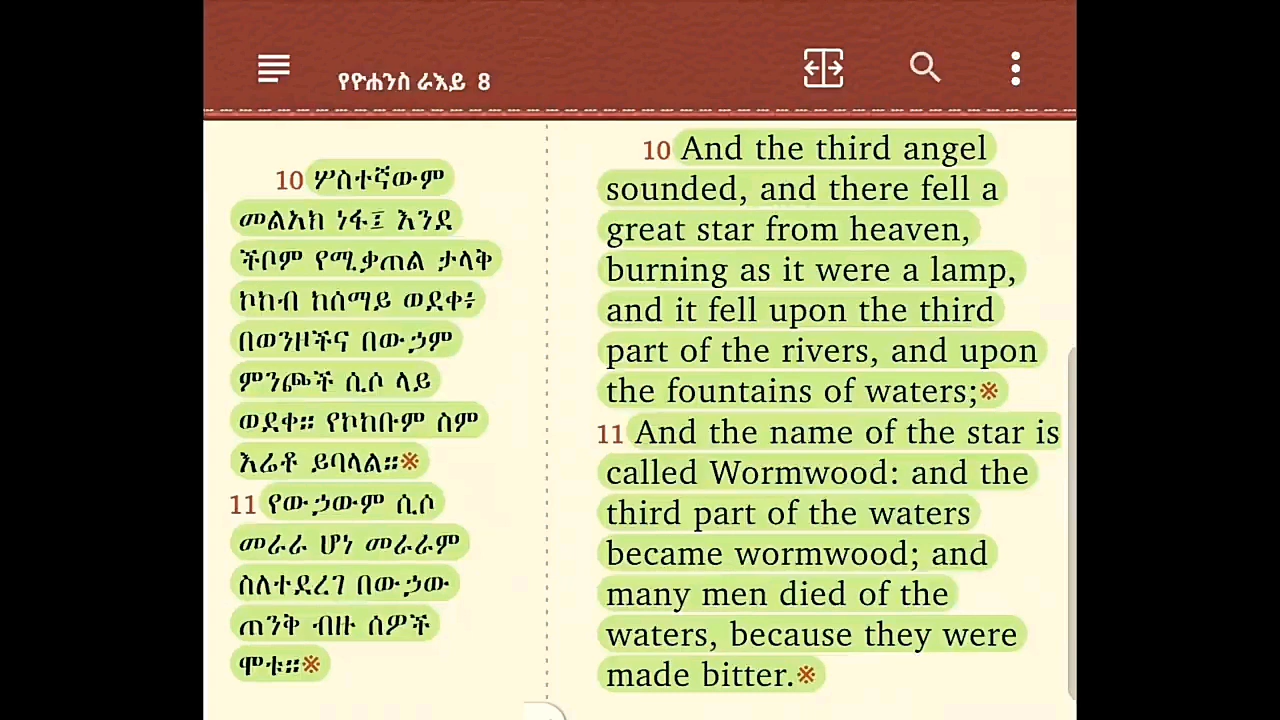 የዮሐንስ ራእይ 8
10 ሦስተኛውም
መልአክ ነፋ፤ እንደ
ችቦም የሚቃጠል ታላቅ
ኮከብ ከሰማይ ወደቀ፥
በወንዞችና በውኃም
ምንጮች ሲሶ ላይ
ወደቀ። የኮከቡም ስም
እሬቶ ይባላል።※
11 የውኃውም ሲሶ
መራራ ሆነ መራራም
ስለተደረገ በውኃው
ጠንቅ ብዙ ሰዎች
ሞቱ።※
10 And the third angel
sounded, and there fell a
great star from heaven,
burning as it were a lamp,
and it fell upon the third
part of the rivers, and upon
the fountains of waters;※
11 And the name of the star is
called Wormwood: and the
third part of the waters
became wormwood; and
many men died of the
waters, because they were
made bitter.※